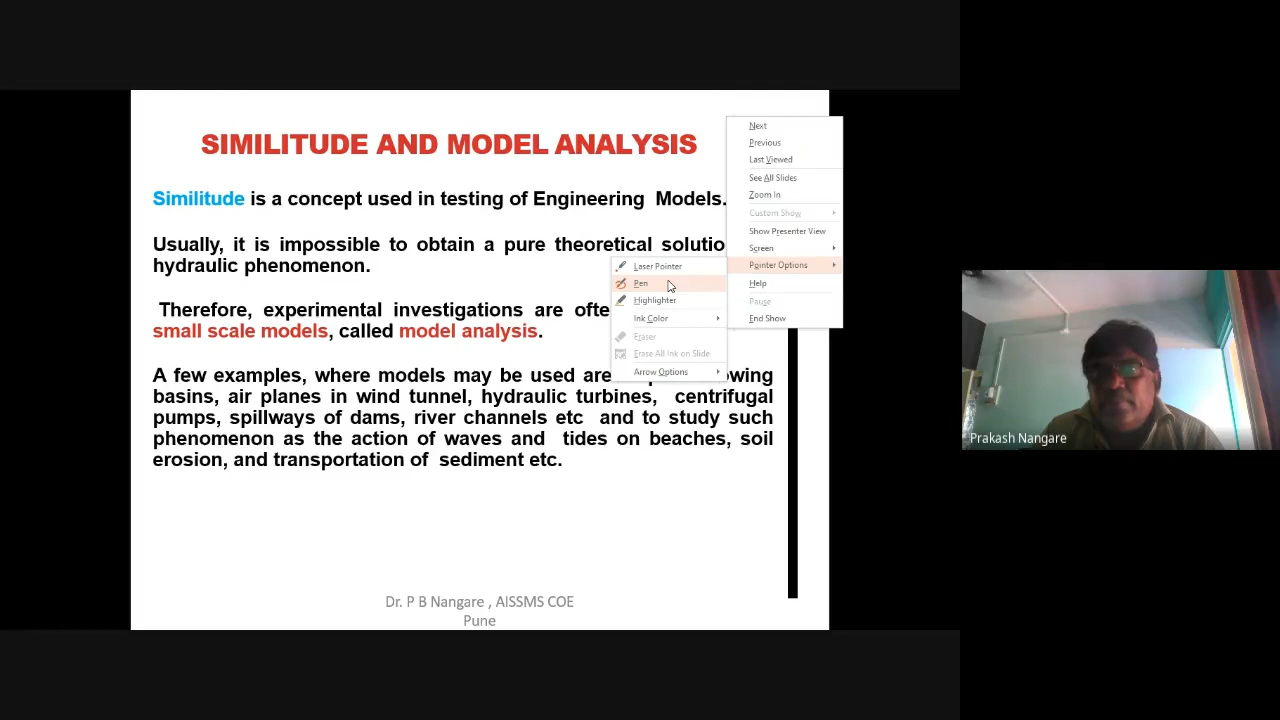 SIMILITUDE AND MODEL ANALYSIS
Similitude is a concept used in testing of Engineering Models.
Usually, it is impossible to obtain a pure theoretical
hydraulic phenomenon.
Therefore, experimental investigations are
small scale models, called model analysis.
A few examples, where models may be used are
basins, air planes in wind tunnel, hydraulic turbines, centrifugal
pumps, spillways of dams, river channels etc and to study such
phenomenon as the action of waves and tides on beaches, soil
erosion, and transportation of sediment etc.
Dr. P B Nangare , AISSMS COE
Pune
Next
Previous
Last Viewed
See All Slides
Zoom In
Custom Show
Show Presenter View
Screen
Pointer Options
Help
Pause
End Show
Laser Pointer
Pen
Highlighter
Ink Color
Eraser
Erase All Ink on Slide
Arrow Options
Prakash Nangare